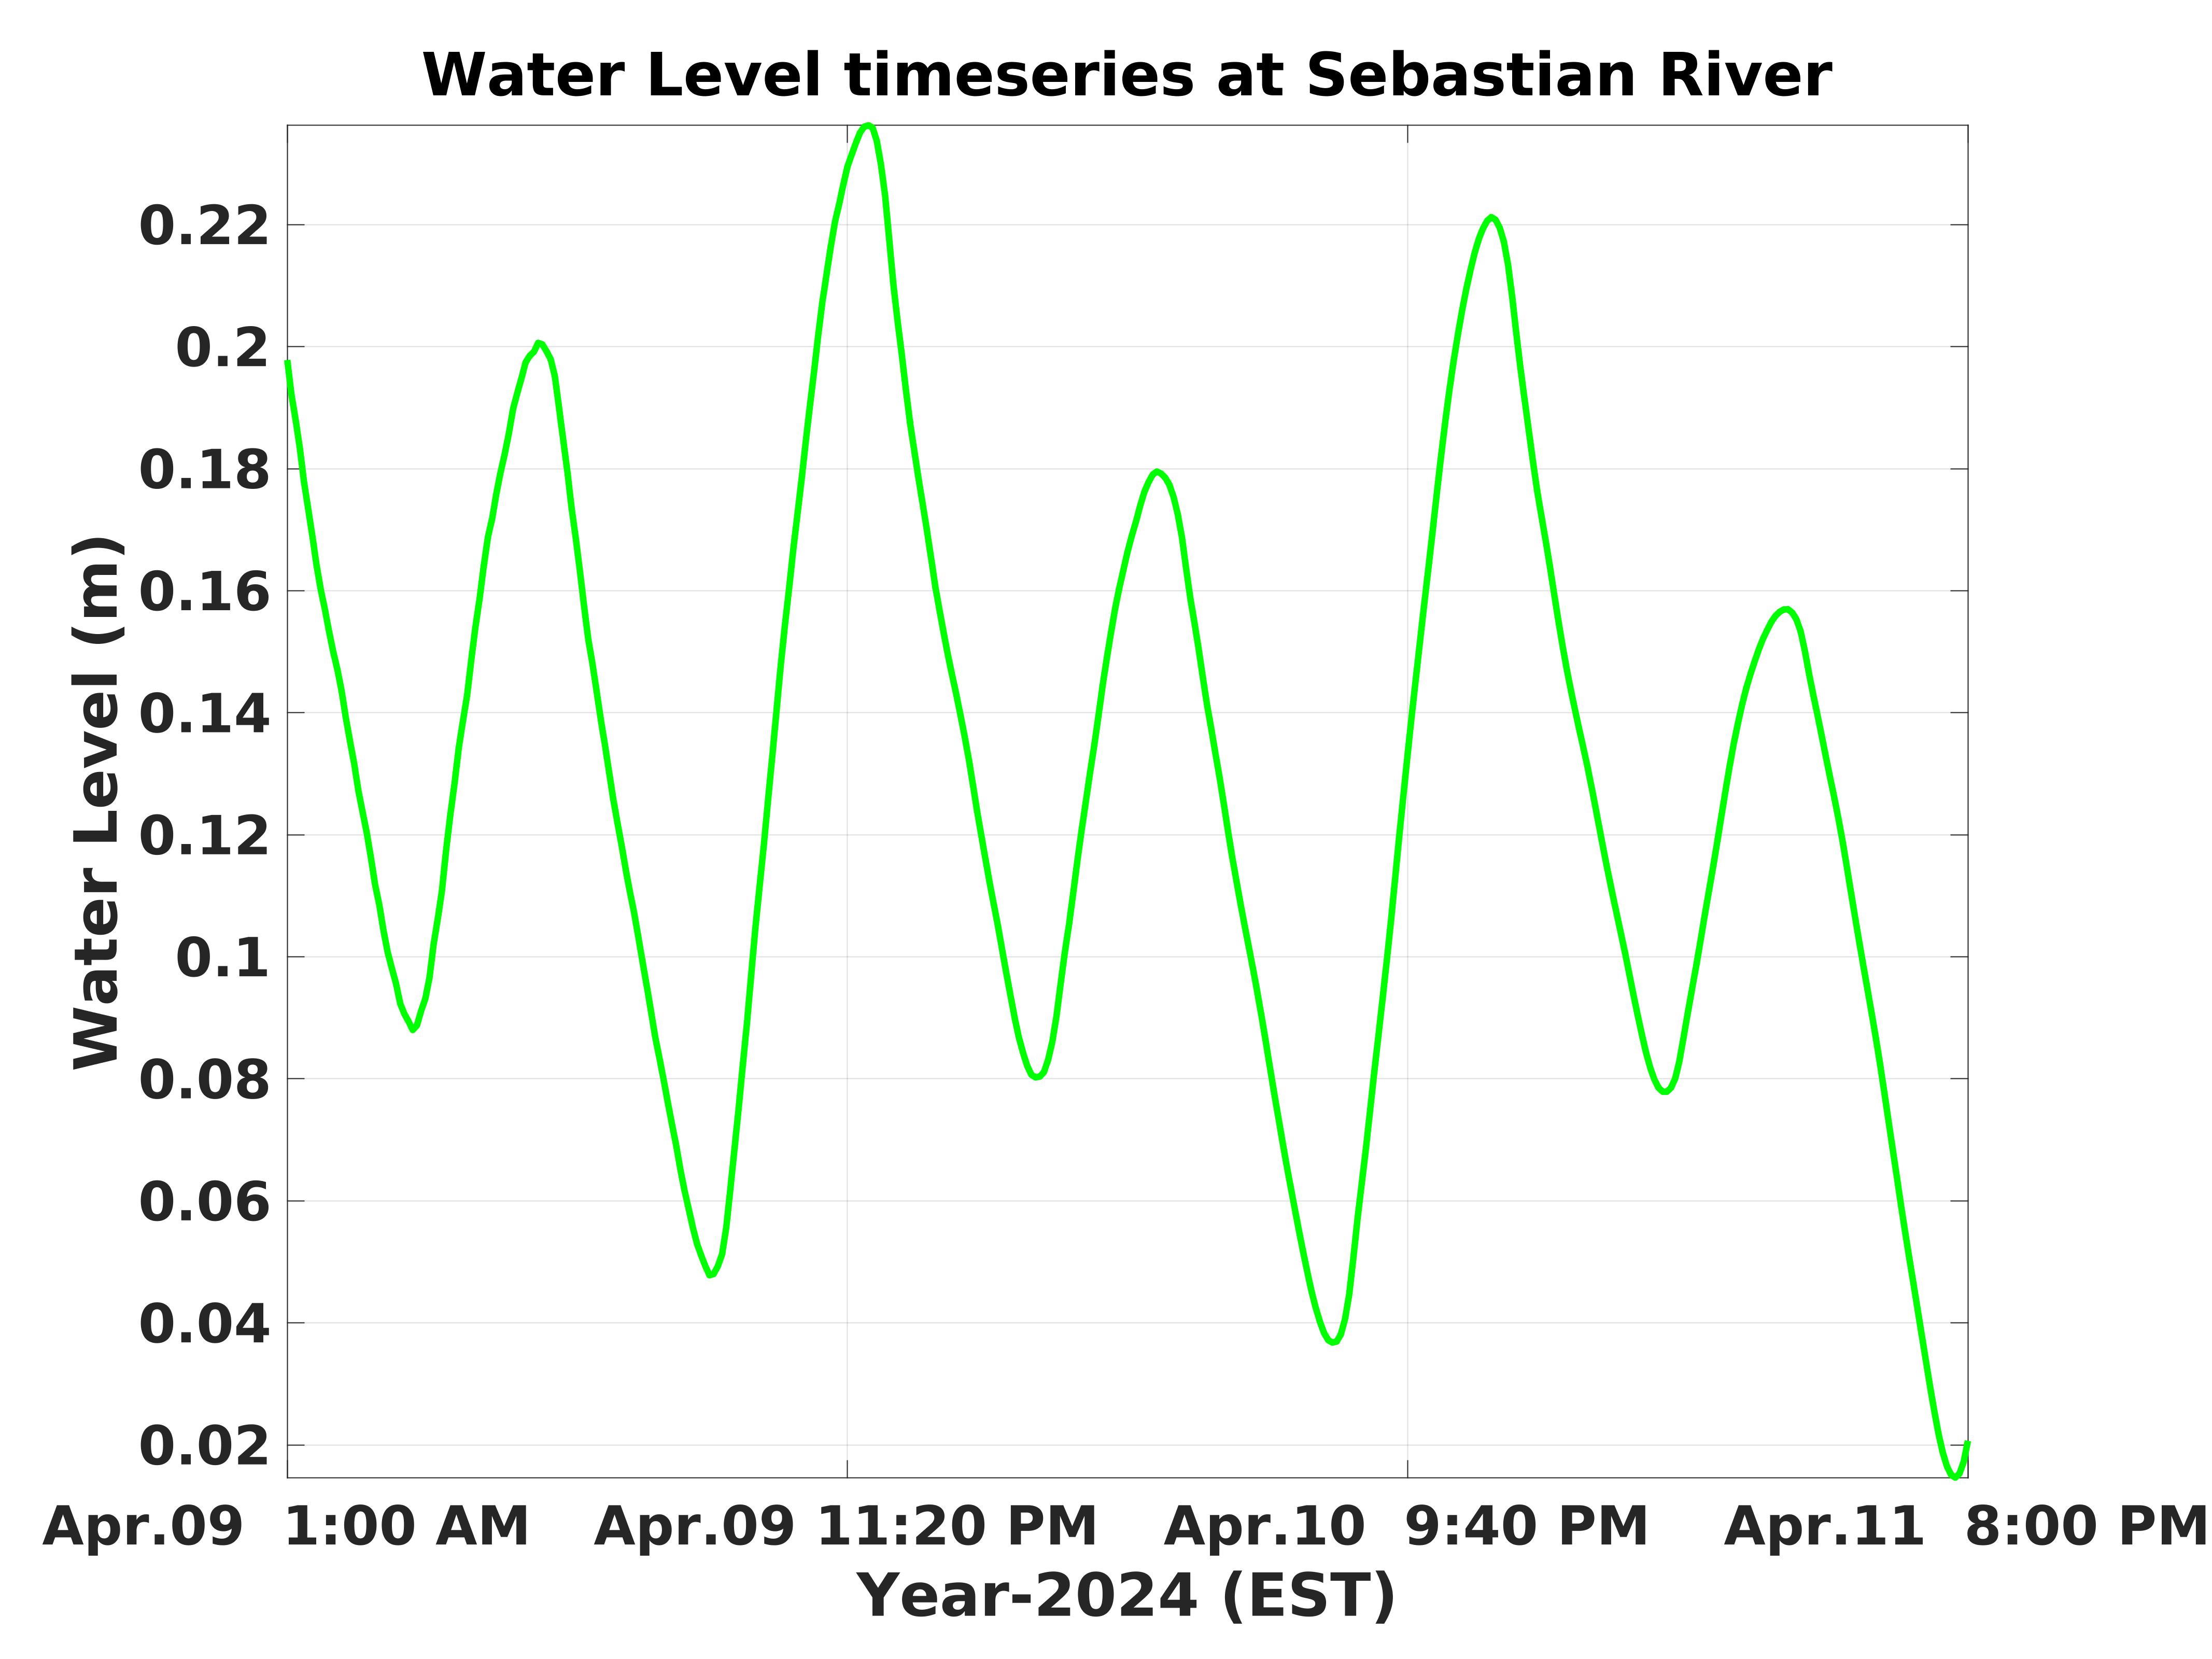 Water Level timeseries at Sebastian River
Water Level (m)
0.22
0.2
0.18
0.16
0.14
0.12
0.1
0.08
0.06
0.04
0.02
Apr.09  1:00 AM
Apr.09 11:20 PM
Apr.10  9:40 PM
Apr.11  8:00 PM
Year-2024 (EST)